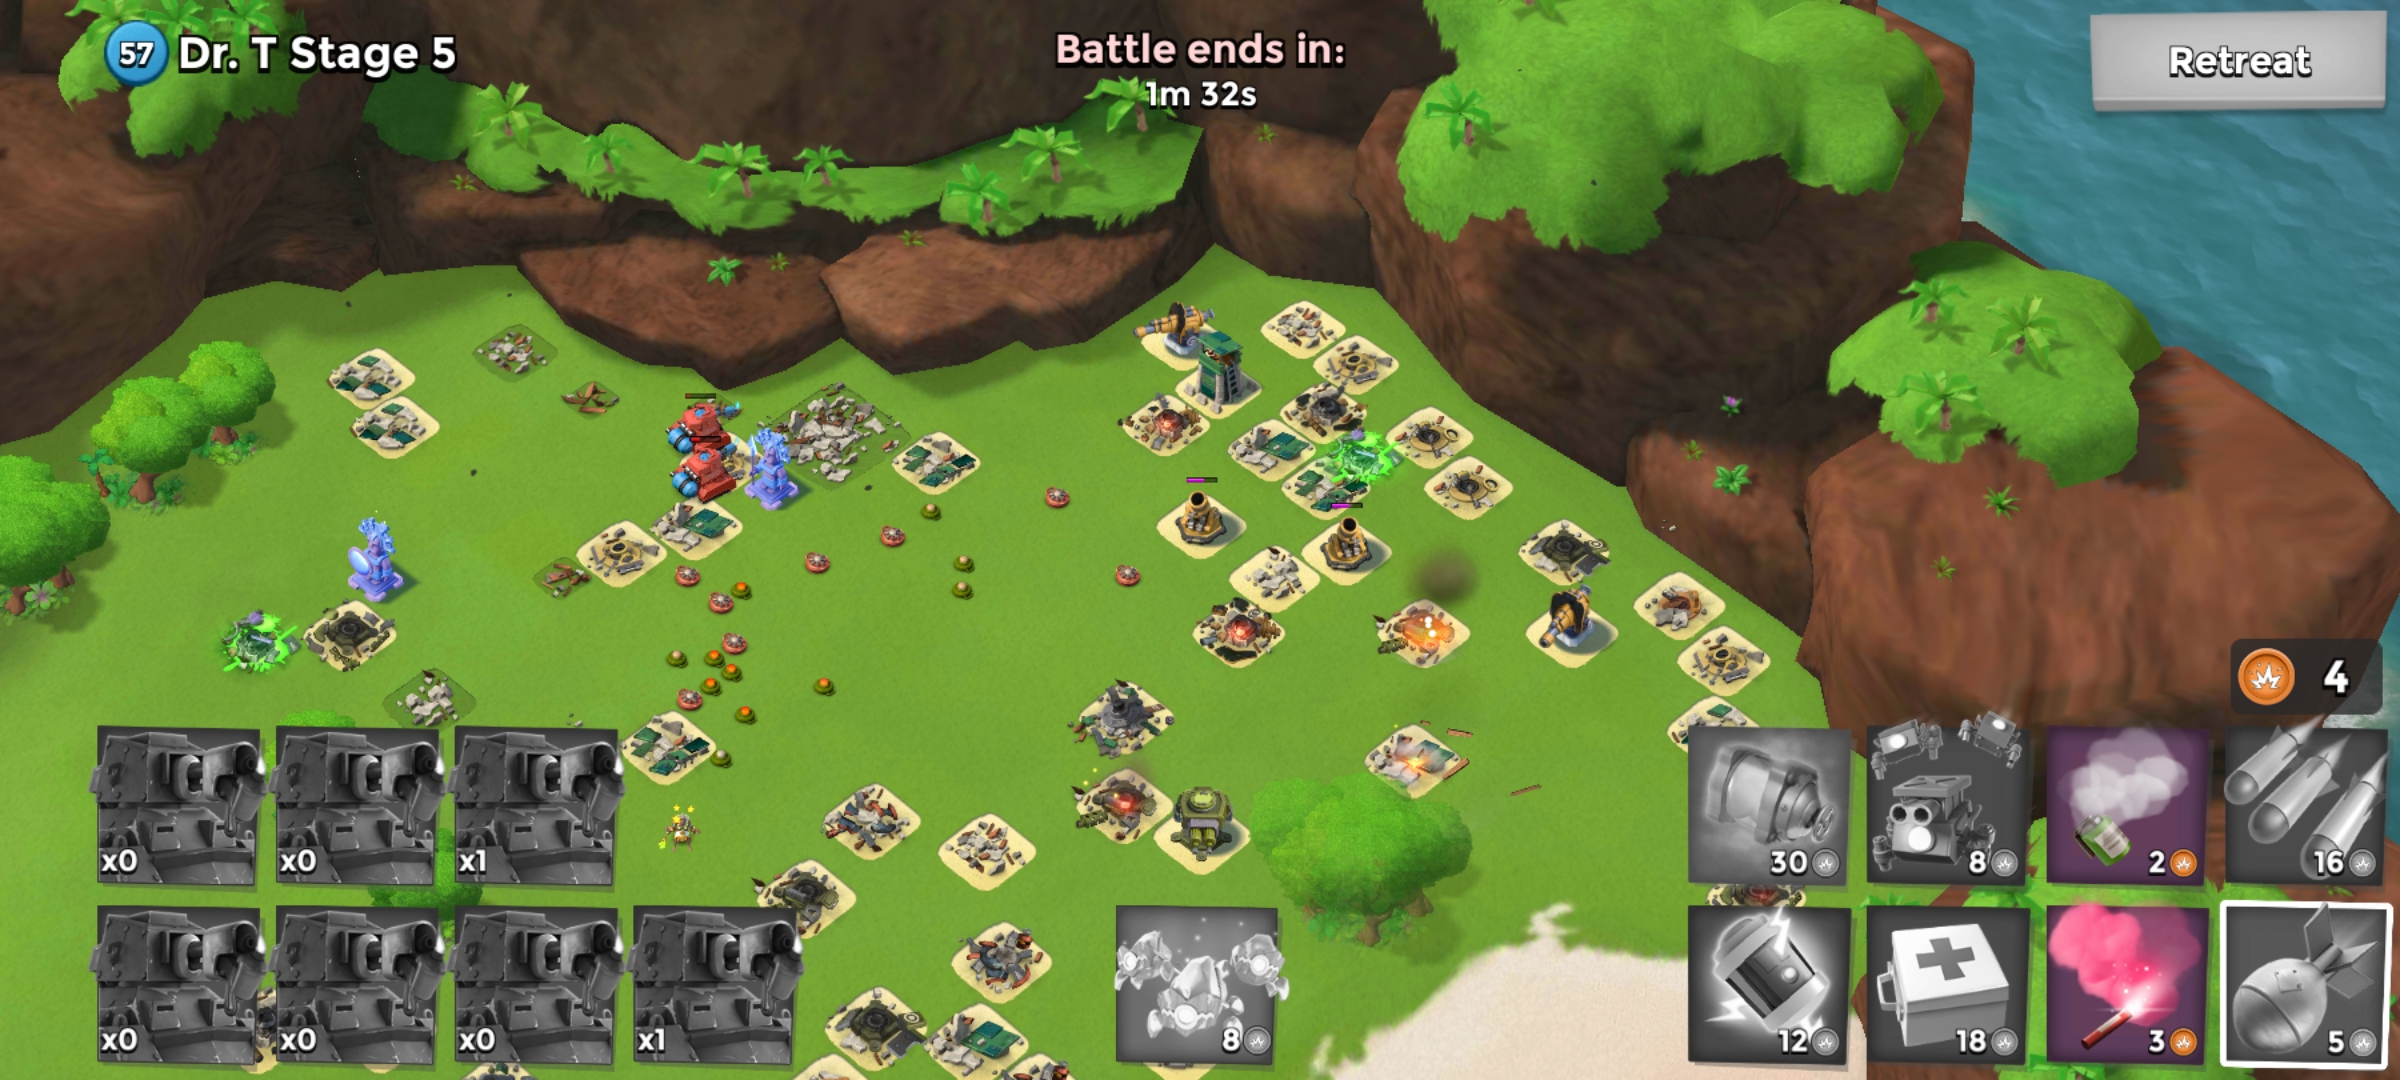 57 Dr. T Stage 5
Battle ends in:
1m 32s
Retreat
4
x0 x0 x1
30 8 2 16
x0 x0 x0 x1
8
12 18 3 5